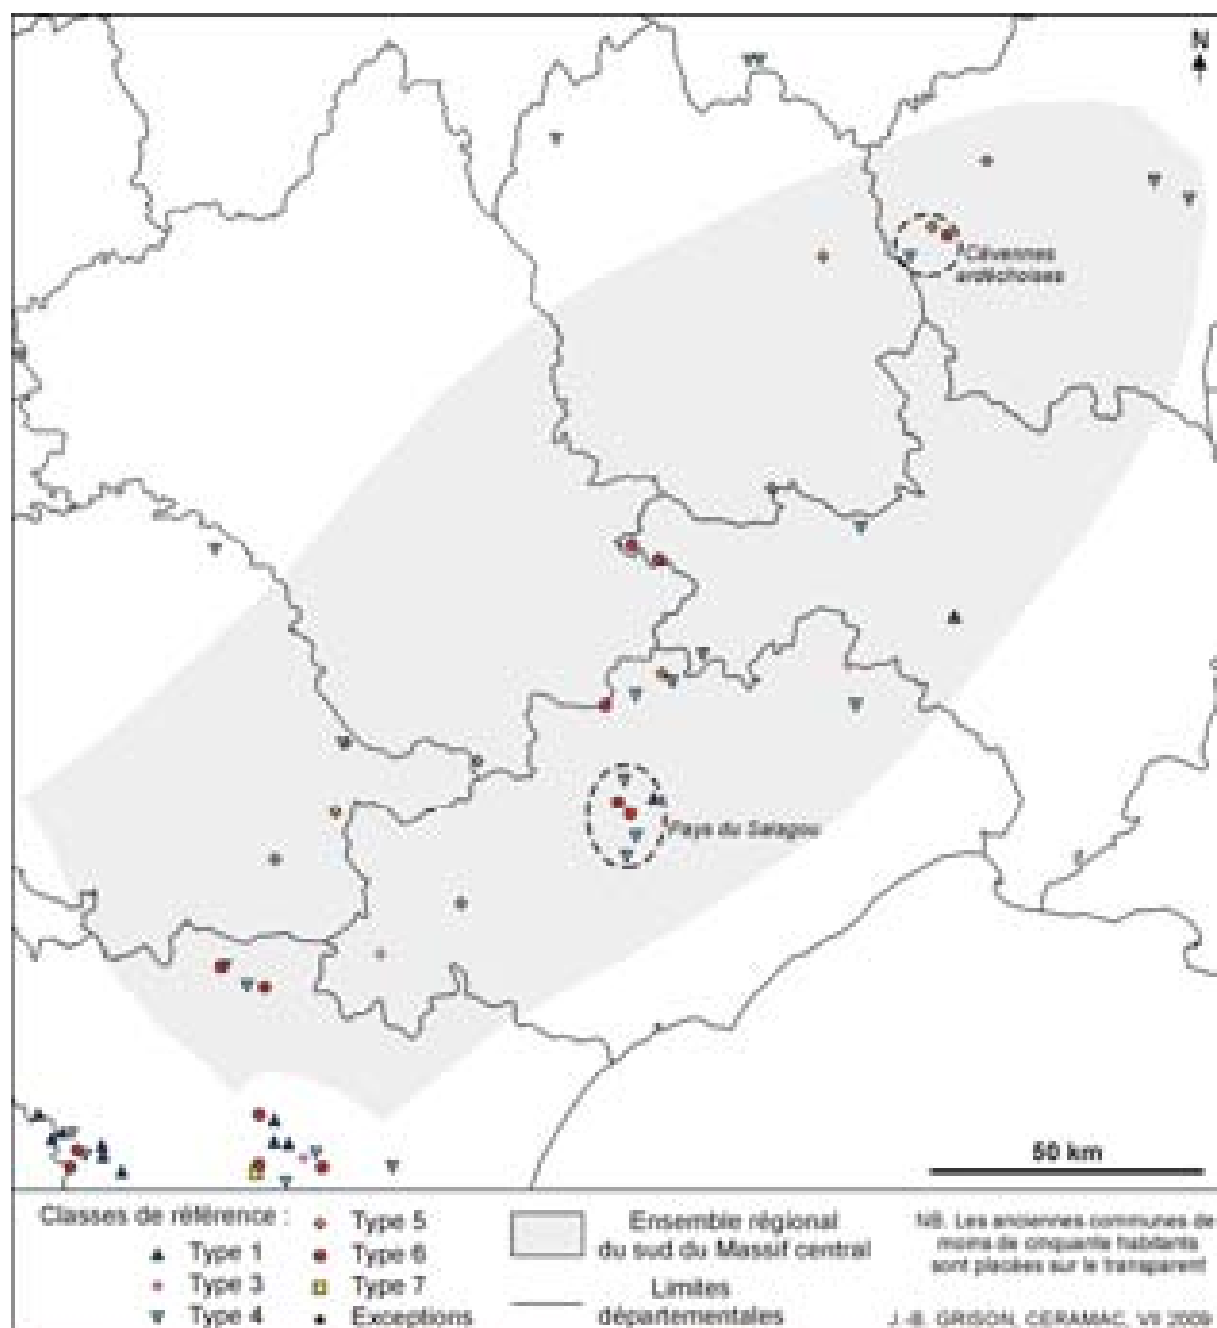 N
Cévennes
ardéchoises
Pays du Salagou
50 km
Classes de référence :
Type 1
Type 3
Type 4
Type 5
Type 6
Type 7
Exceptions
Ensemble régional
du sud du Massif central
Limites
départementales
NB. Les anciennes communes de
moins de cinquante habitants
sont placées sur le transparent
J.-B. GRISON, CERAMAC, VII 2009